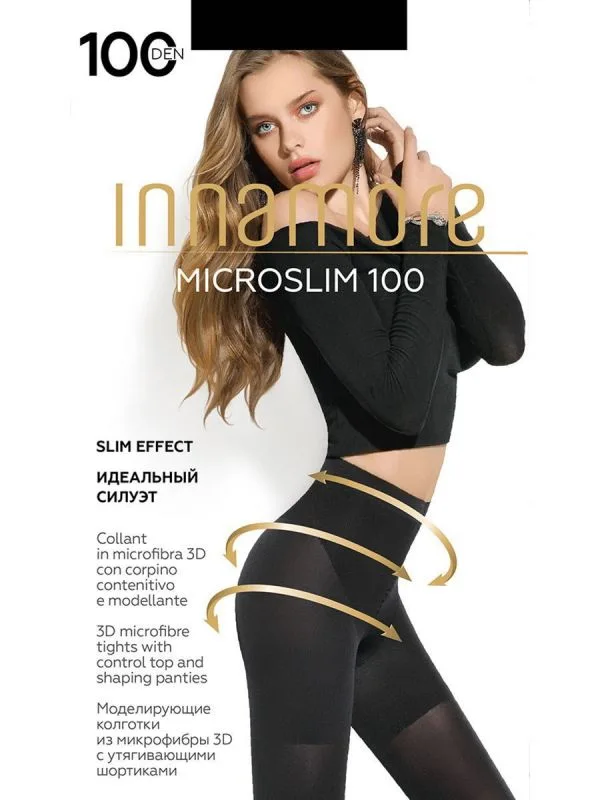 100 DEN
innamore
MICROSLIM 100
SLIM EFFECT
ИДЕАЛЬНЫЙ
СИЛУЭТ
Collant
in microfibra 3D
con corpino
contenitivo
e modellante
3D microfibre
tights with
control top and
shaping panties
Моделирующие
колготки
из микрофибры 3D
с утягивающими
шортиками